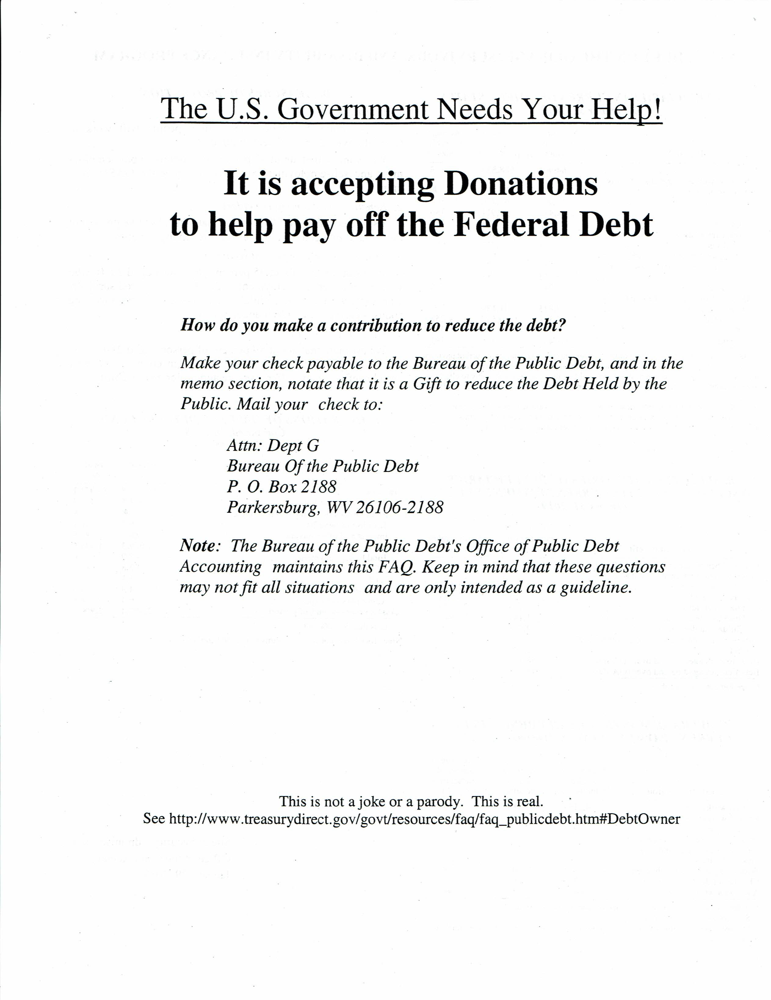 The U.S. Government Needs Your Help!
It is accepting Donations
to help pay off the Federal Debt
How do you make a contribution to reduce the debt?
Make your check payable to the Bureau of the Public Debt, and in the
memo section, notate that it is a Gift to reduce the Debt Held by the
Public. Mail your check to:
Attn: Dept G
Bureau Of the Public Debt
P. O. Box 2188
Parkersburg, WV 26106-2188
Note: The Bureau of the Public Debt's Office of Public Debt
Accounting maintains this FAQ. Keep in mind that these questions
may not fit all situations and are only intended as a guideline.
This is not a joke or a parody. This is real.
See http://www.treasurydirect.gov/govt/resources/faq/faq_publicdebt.htm#DebtOwner